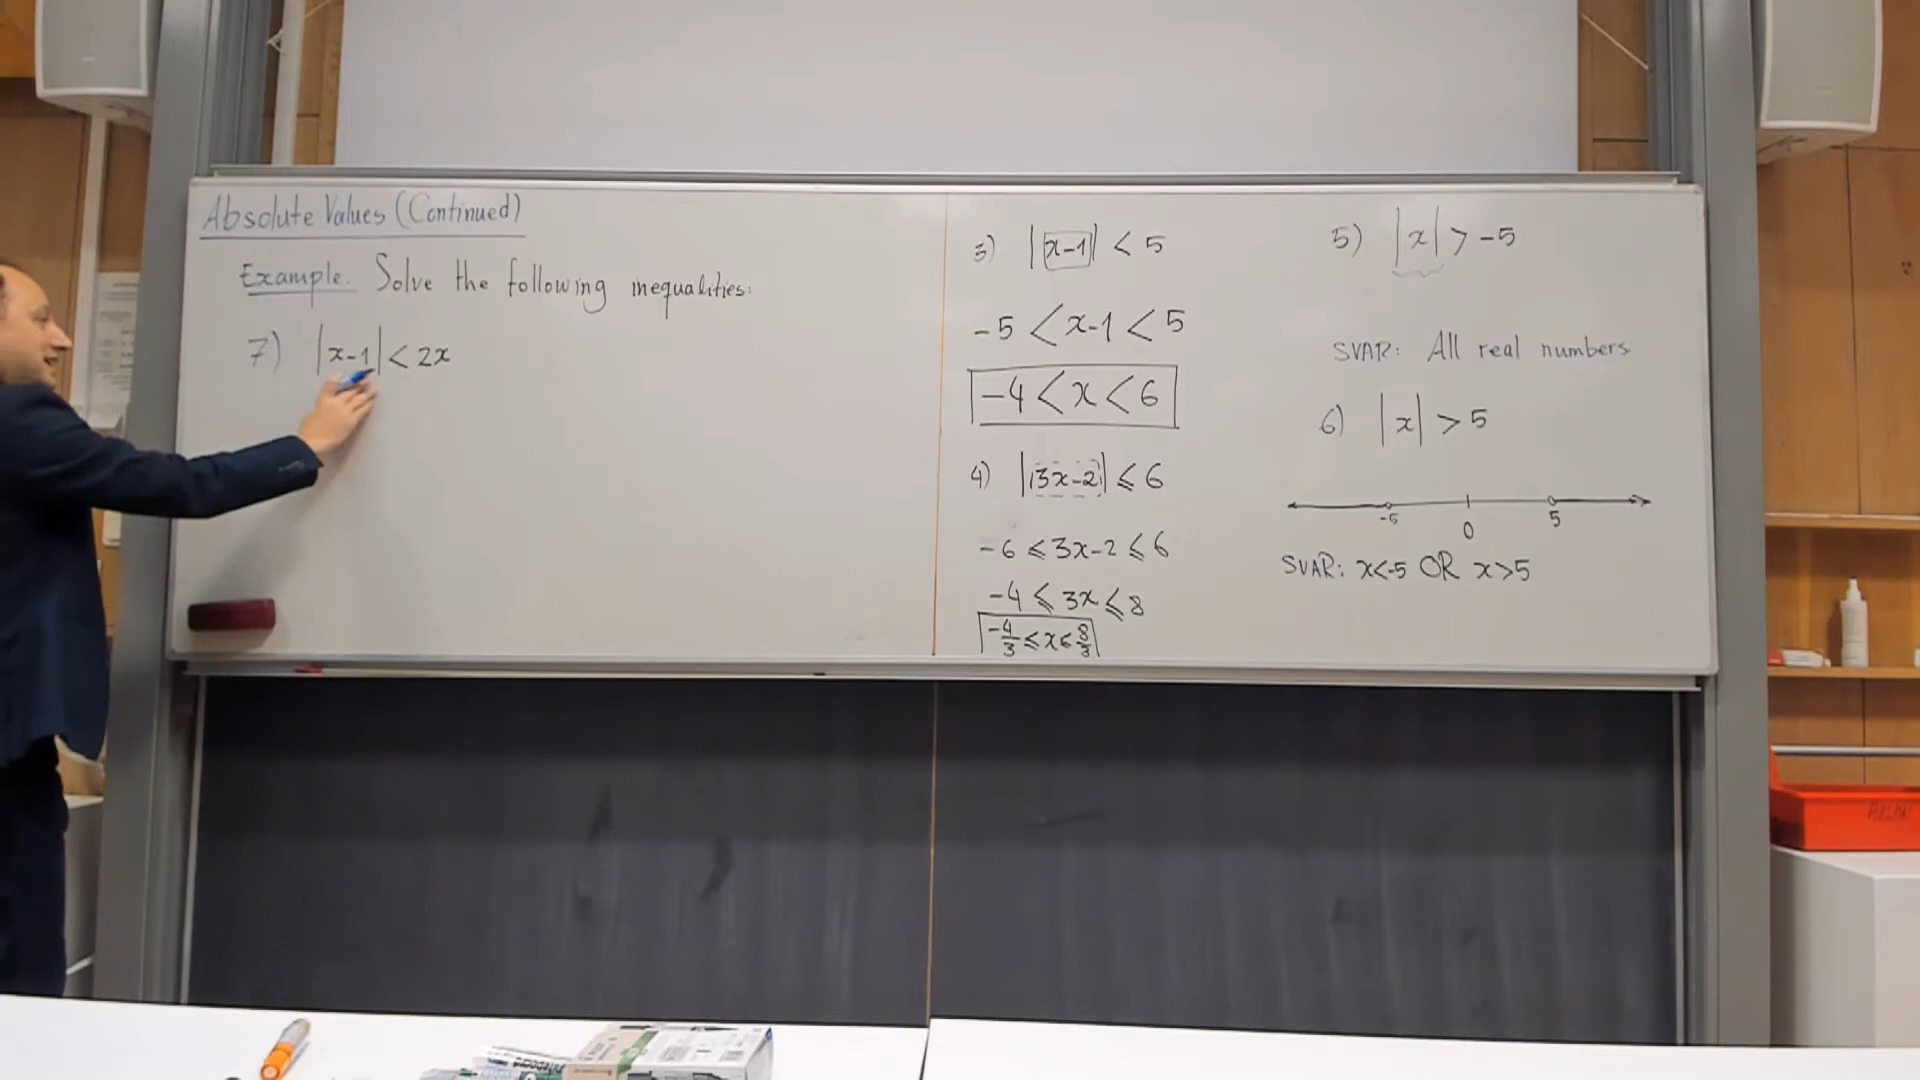 Absolute Values (Continued)
Example. Solve the following inequalities:
7) |x-1| < 2x
3) |x-1| < 5
-5 < x-1 < 5
-4 < x < 6
4) |3x-2| ⩽ 6
-6 ⩽ 3x-2 ⩽ 6
-4 ⩽ 3x ⩽ 8
-4/3 ⩽ x ⩽ 8/3
5) |x| > -5
SVAR: All real numbers
6) |x| > 5
-5 0 5
SVAR: x<-5 OR x>5